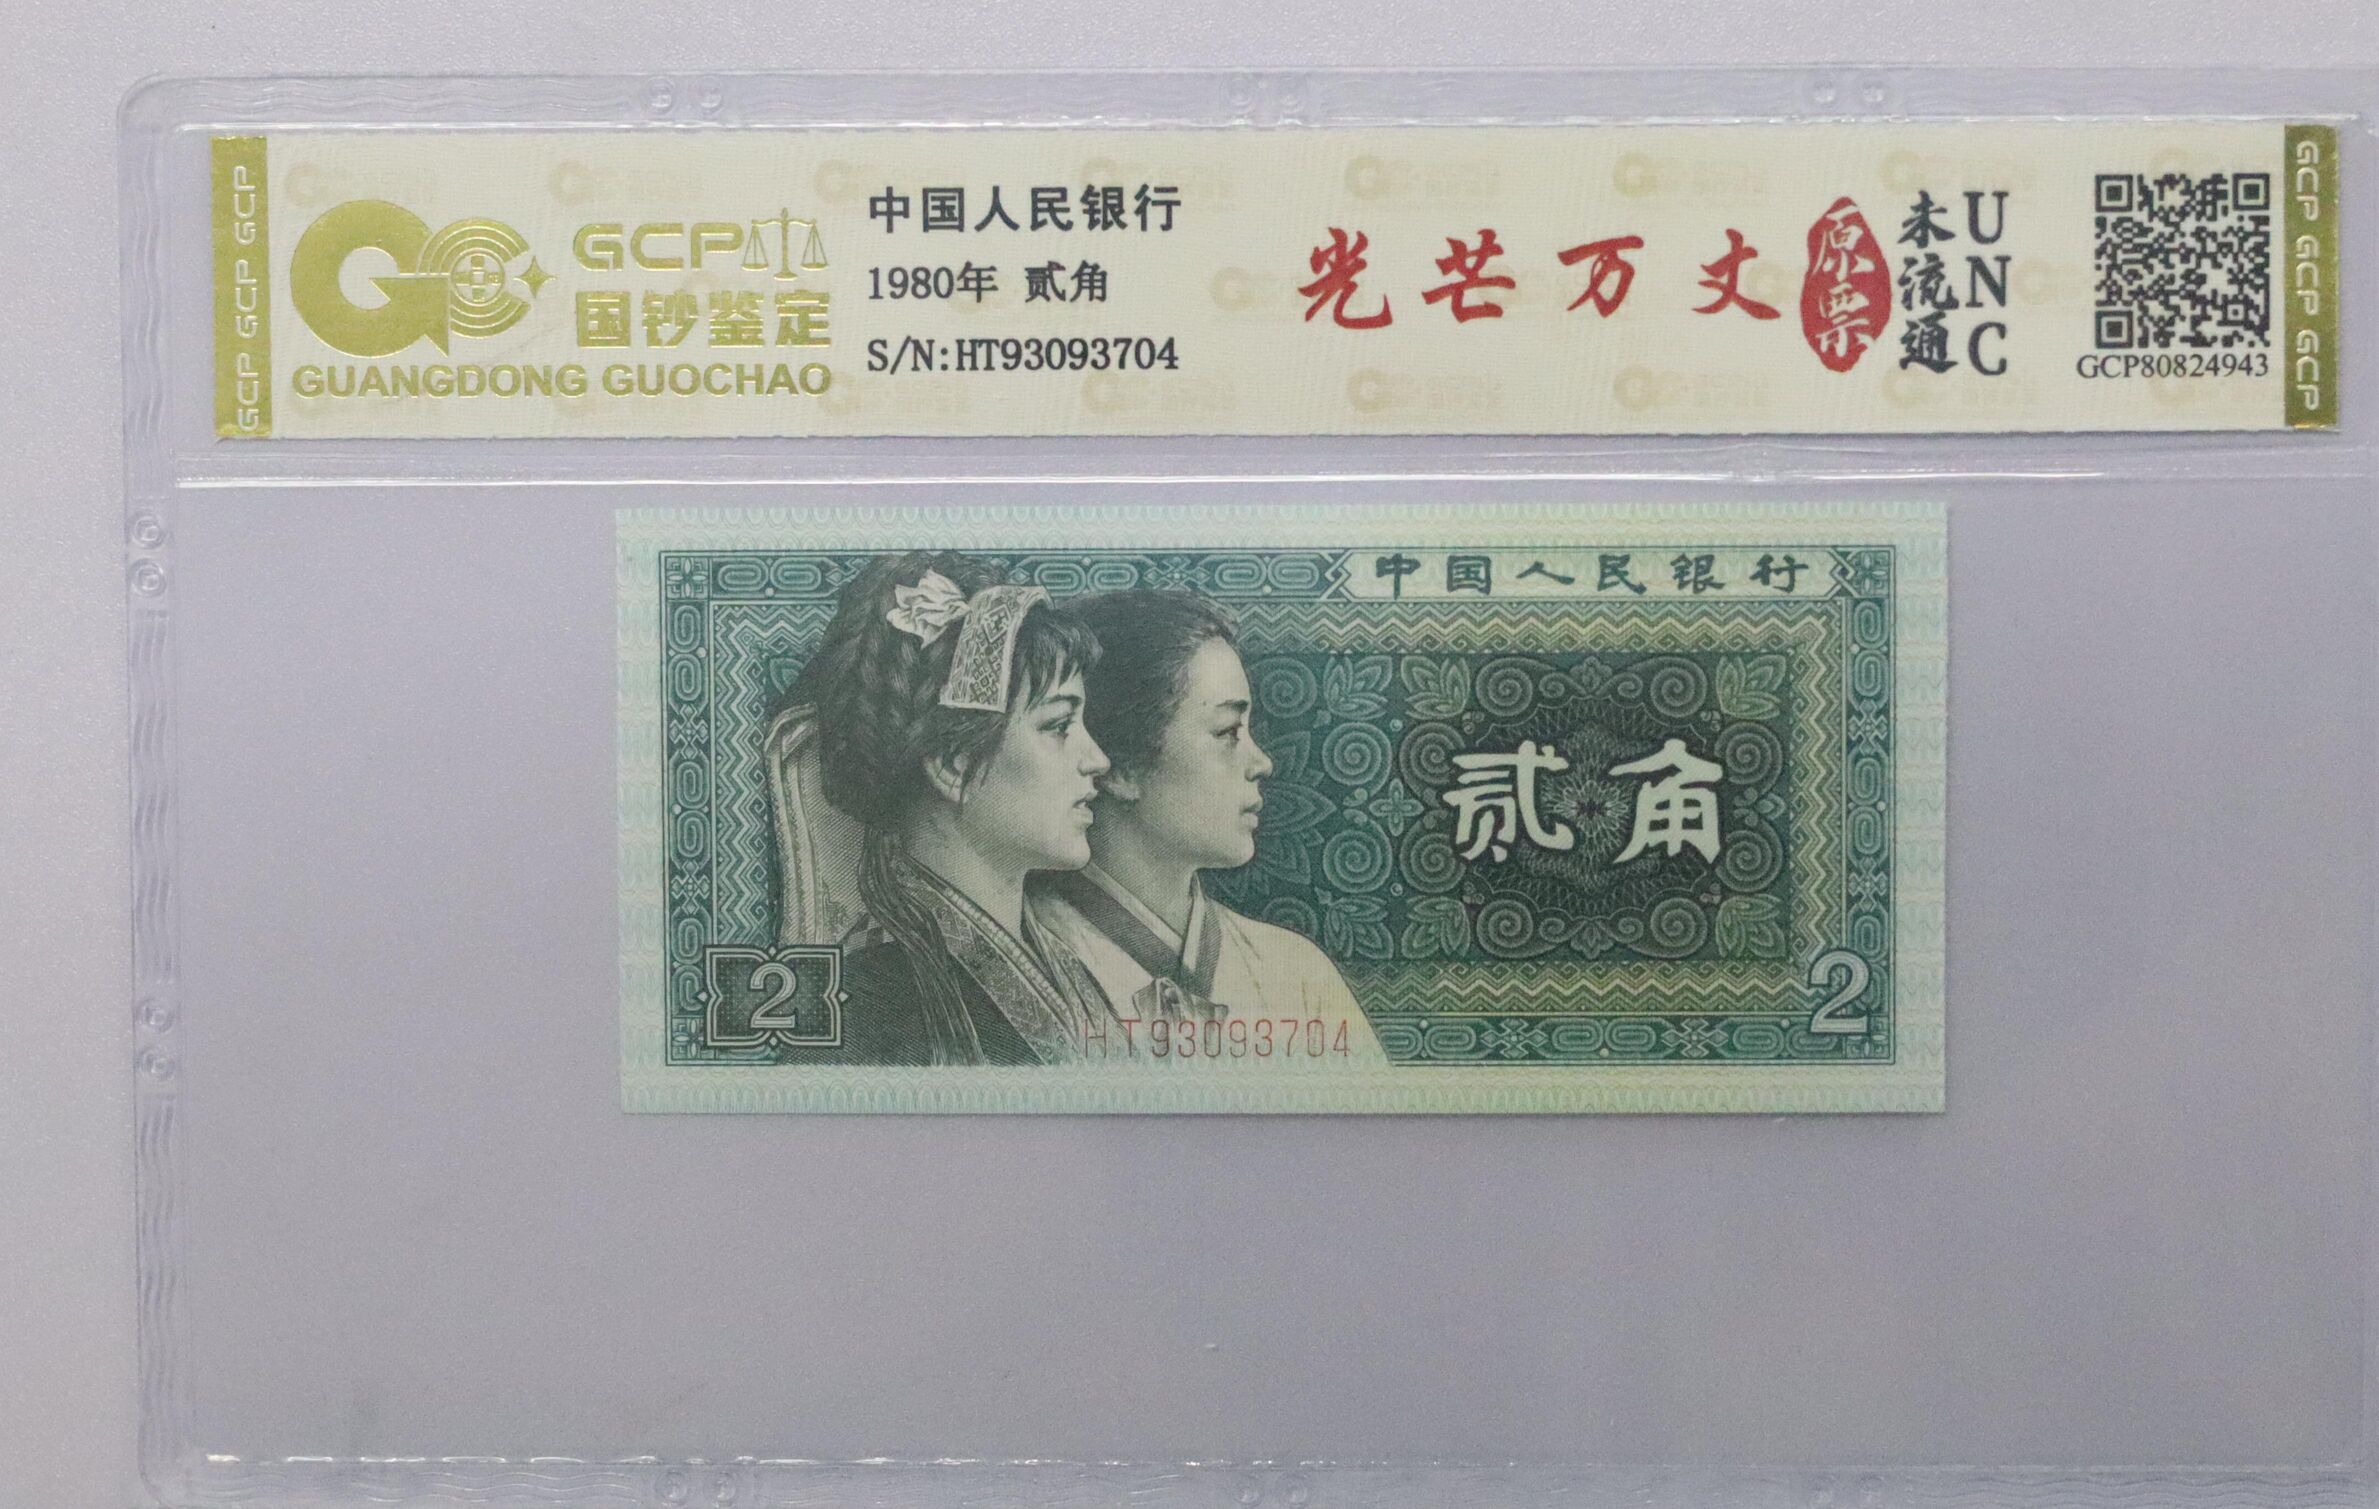 GCP GCP GCP
GCP
国钞鉴定
GUANGDONG GUOCHAO
中国人民银行
1980年 贰角
S/N:HT93093704
光芒万丈
原票
未流通
UNC
GCP80824943
GCP GCP GCP
中国人民银行
贰角
2
2
HT93093704